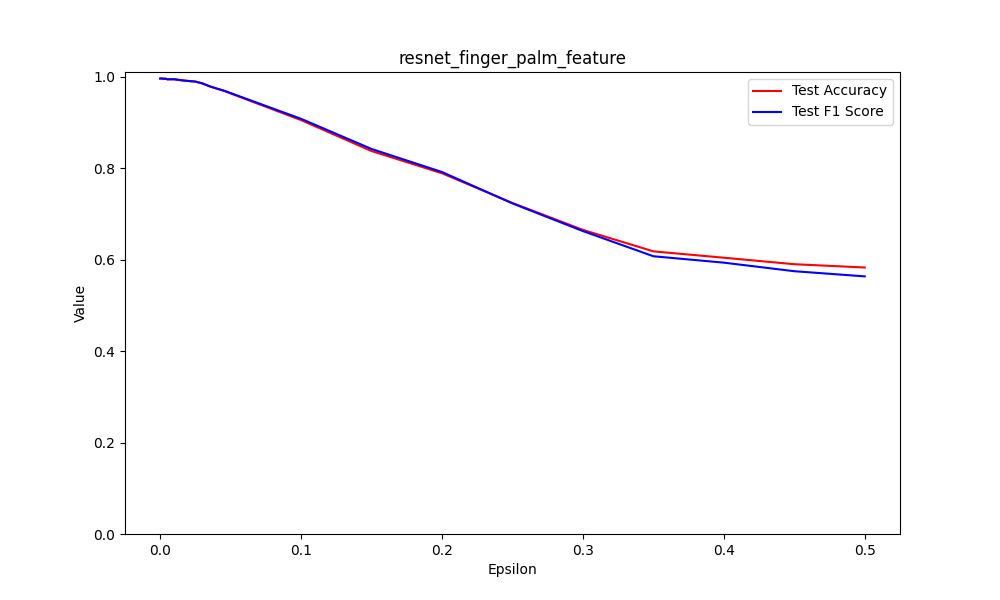 resnet_finger_palm_feature
Test Accuracy
Test F1 Score
1.0
0.8
0.6
0.4
0.2
0.0
Value
0.0 0.1 0.2 0.3 0.4 0.5
Epsilon